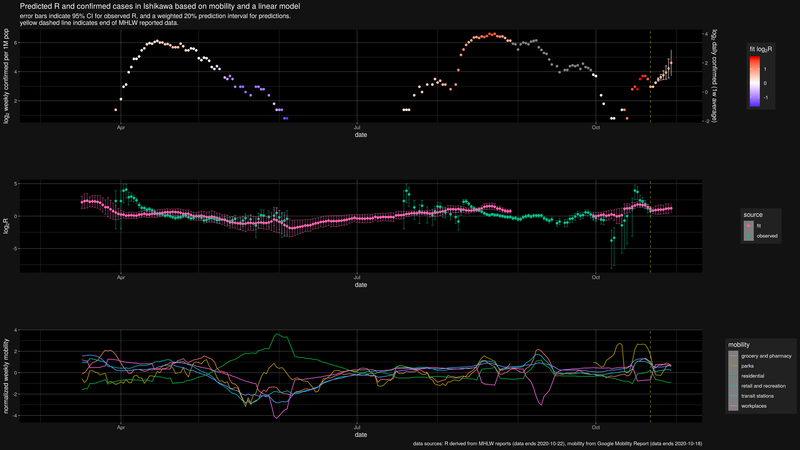 Predicted R and confirmed cases in Ishikawa based on mobility and a linear model
error bars indicate 95% CI for observed R, and a weighted 20% prediction interval for predictions.
yellow dashed line indicates end of MHLW reported data.
log₂ weekly confirmed per 1M pop
6
4
2
Apr
Jul
Oct
date
4
2
0
-2
log₂ daily confirmed (1w average)
fit log₂R
1
0
-1
log₂R
5
0
-5
Apr
Jul
Oct
date
source
fit
observed
normalized weekly mobility
4
2
0
-2
-4
Apr
Jul
Oct
date
mobility
grocery and pharmacy
parks
residential
retail and recreation
transit stations
workplaces
data sources: R derived from MHLW reports (data ends 2020-10-22), mobility from Google Mobility Report (data ends 2020-10-18)